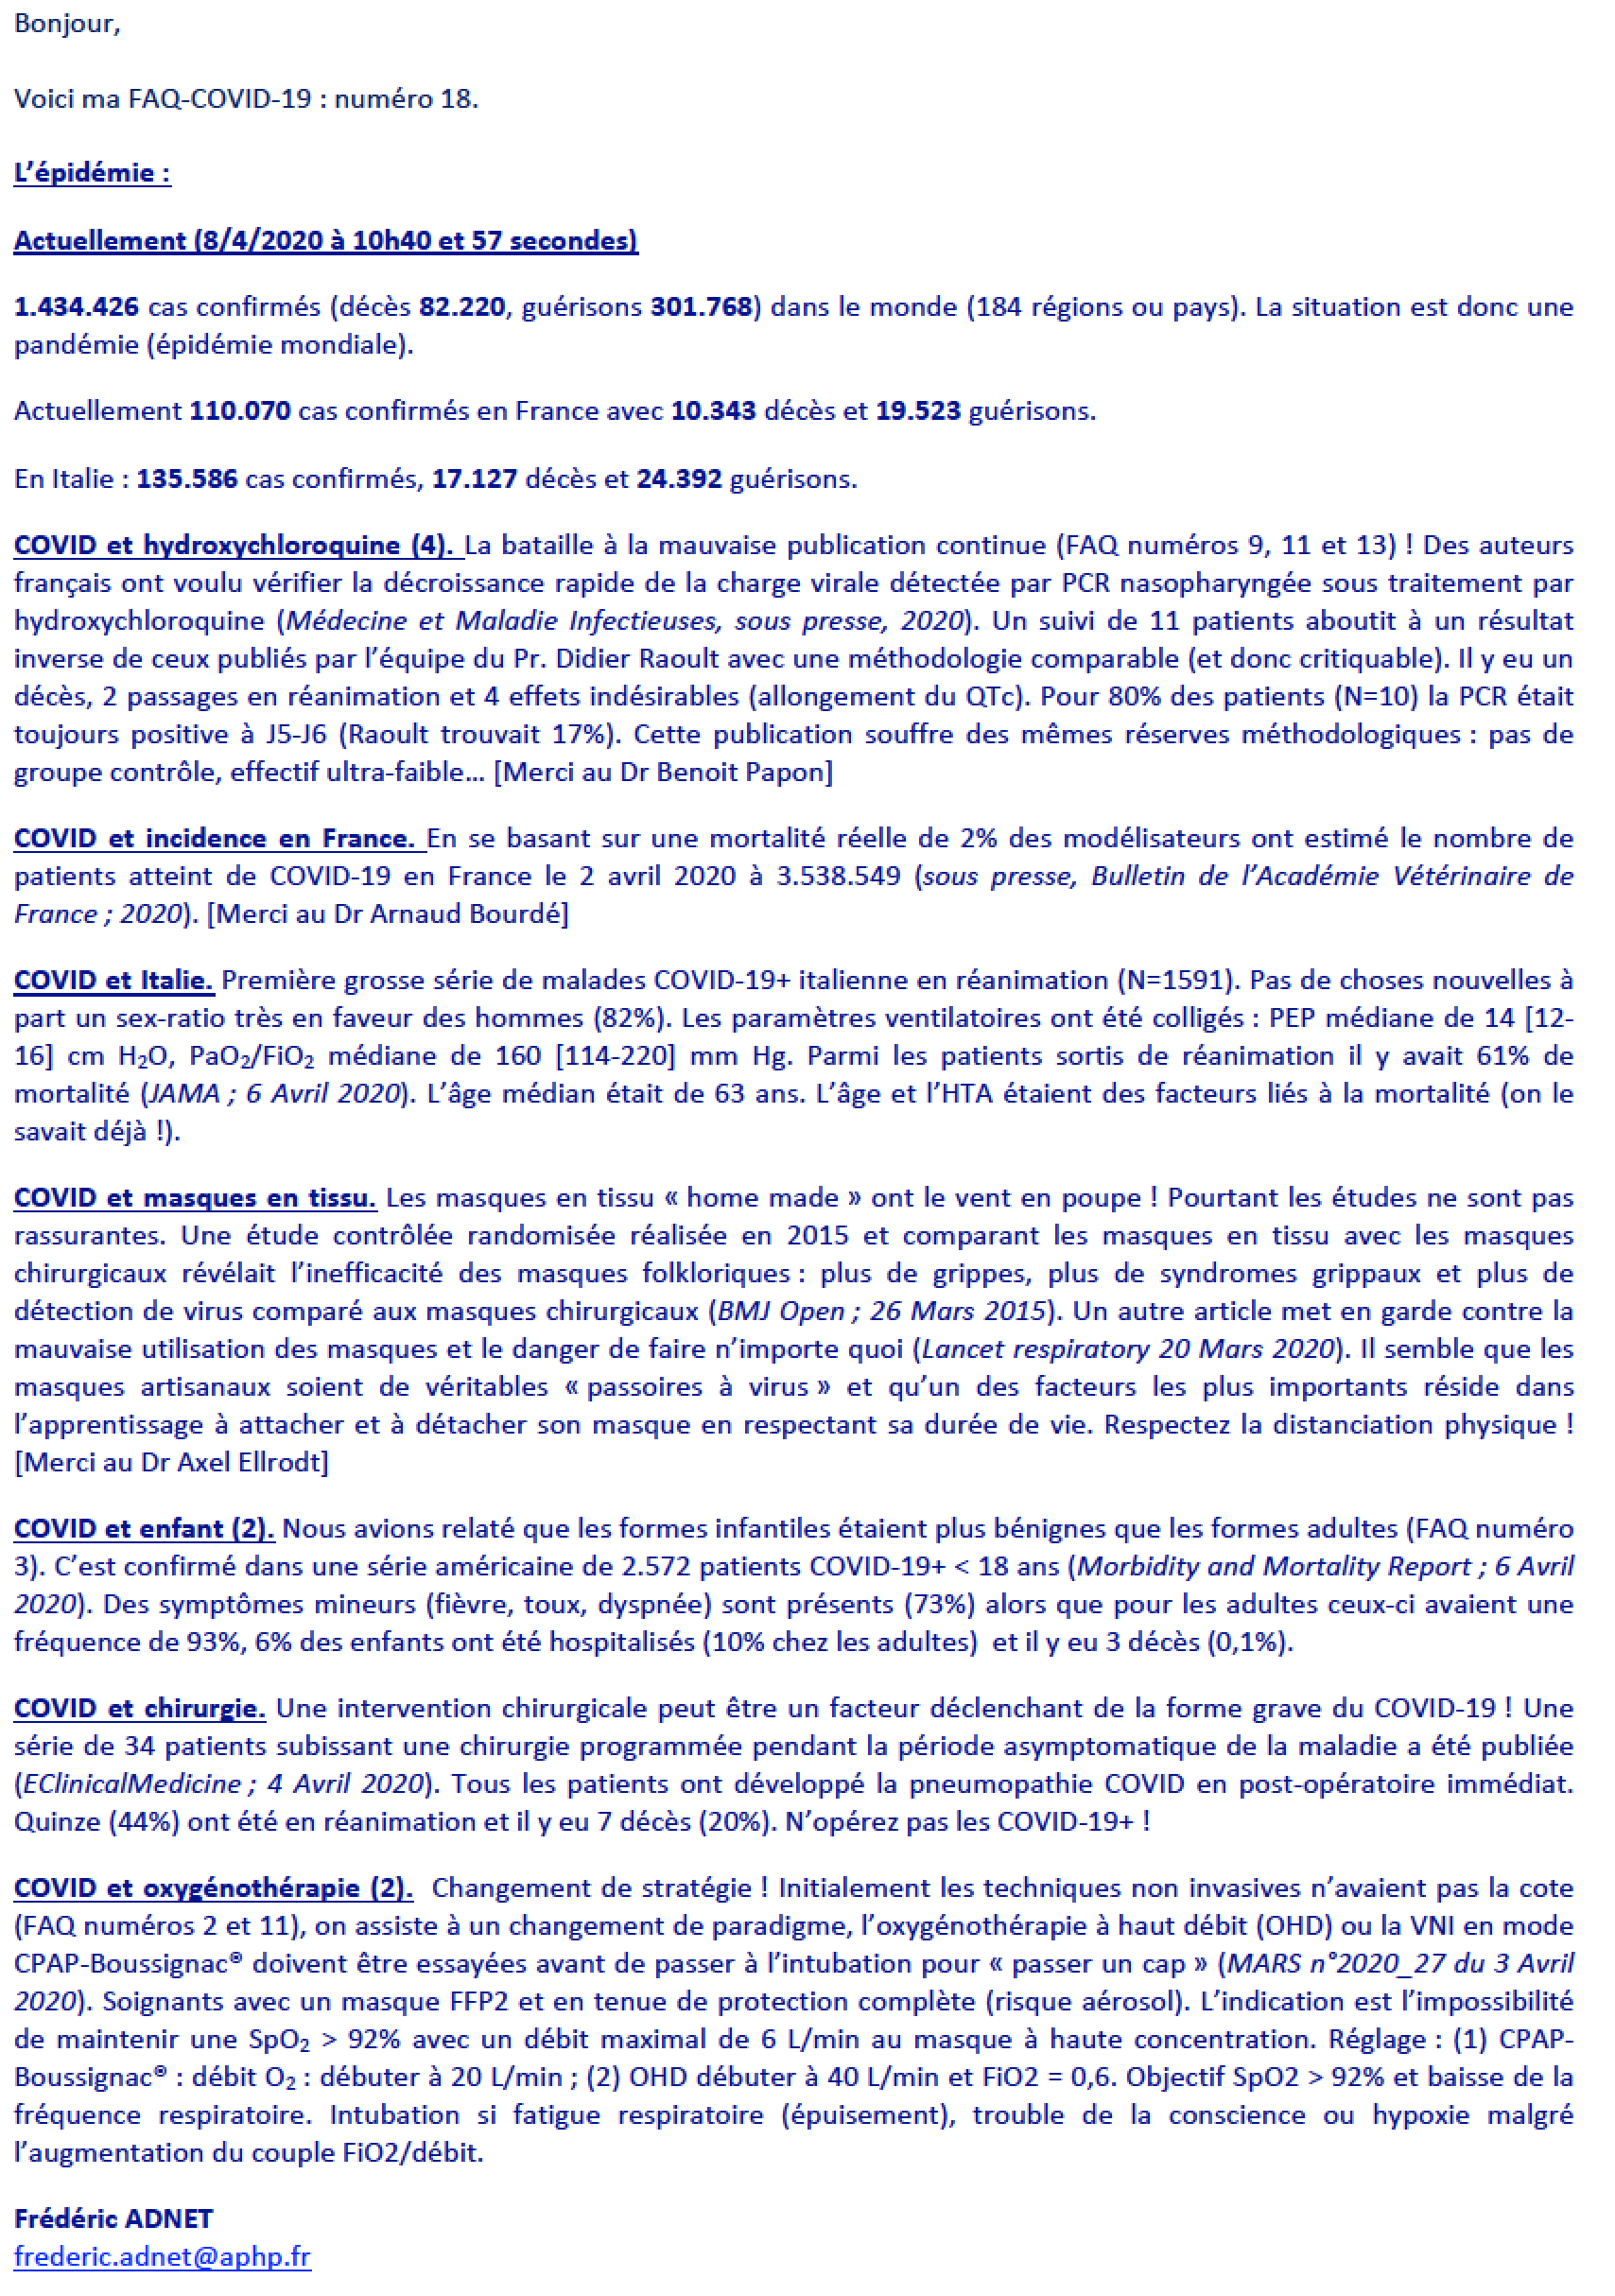 Bonjour,
Voici ma FAQ-COVID-19 : numéro 18.
L’épidémie :
Actuellement (8/4/2020 à 10h40 et 57 secondes)
1.434.426 cas confirmés (décès 82.220, guérisons 301.768) dans le monde (184 régions ou pays). La situation est donc une
pandémie (épidémie mondiale).
Actuellement 110.070 cas confirmés en France avec 10.343 décès et 19.523 guérisons.
En Italie : 135.586 cas confirmés, 17.127 décès et 24.392 guérisons.
COVID et hydroxychloroquine (4). La bataille à la mauvaise publication continue (FAQ numéros 9, 11 et 13) ! Des auteurs
français ont voulu vérifier la décroissance rapide de la charge virale détectée par PCR nasopharyngée sous traitement par
hydroxychloroquine (Médecine et Maladie Infectieuses, sous presse, 2020). Un suivi de 11 patients aboutit à un résultat
inverse de ceux publiés par l’équipe du Pr. Didier Raoult avec une méthodologie comparable (et donc critiquable). Il y eu un
décès, 2 passages en réanimation et 4 effets indésirables (allongement du QTc). Pour 80% des patients (N=10) la PCR était
toujours positive à J5-J6 (Raoult trouvait 17%). Cette publication souffre des mêmes réserves méthodologiques : pas de
groupe contrôle, effectif ultra-faible… [Merci au Dr Benoit Papon]
COVID et incidence en France. En se basant sur une mortalité réelle de 2% des modélisateurs ont estimé le nombre de
patients atteint de COVID-19 en France le 2 avril 2020 à 3.538.549 (sous presse, Bulletin de l’Académie Vétérinaire de
France ; 2020). [Merci au Dr Arnaud Bourdé]
COVID et Italie. Première grosse série de malades COVID-19+ italienne en réanimation (N=1591). Pas de choses nouvelles à
part un sex-ratio très en faveur des hommes (82%). Les paramètres ventilatoires ont été colligés : PEP médiane de 14 [12-
16] cm H₂O, PaO₂/FiO₂ médiane de 160 [114-220] mm Hg. Parmi les patients sortis de réanimation il y avait 61% de
mortalité (JAMA ; 6 Avril 2020). L’âge médian était de 63 ans. L’âge et l’HTA étaient des facteurs liés à la mortalité (on le
savait déjà !).
COVID et masques en tissu. Les masques en tissu « home made » ont le vent en poupe ! Pourtant les études ne sont pas
rassurantes. Une étude contrôlée randomisée réalisée en 2015 et comparant les masques en tissu avec les masques
chirurgicaux révélait l’inefficacité des masques folkloriques : plus de grippes, plus de syndromes grippaux et plus de
détection de virus comparé aux masques chirurgicaux (BMJ Open ; 26 Mars 2015). Un autre article met en garde contre la
mauvaise utilisation des masques et le danger de faire n’importe quoi (Lancet respiratory 20 Mars 2020). Il semble que les
masques artisanaux soient de véritables « passoires à virus » et qu’un des facteurs les plus importants réside dans
l’apprentissage à attacher et à détacher son masque en respectant sa durée de vie. Respectez la distanciation physique !
[Merci au Dr Axel Ellrodt]
COVID et enfant (2). Nous avions relaté que les formes infantiles étaient plus bénignes que les formes adultes (FAQ numéro
3). C’est confirmé dans une série américaine de 2.572 patients COVID-19+ < 18 ans (Morbidity and Mortality Report ; 6 Avril
2020). Des symptômes mineurs (fièvre, toux, dyspnée) sont présents (73%) alors que pour les adultes ceux-ci avaient une
fréquence de 93%, 6% des enfants ont été hospitalisés (10% chez les adultes) et il y eu 3 décès (0,1%).
COVID et chirurgie. Une intervention chirurgicale peut être un facteur déclenchant de la forme grave du COVID-19 ! Une
série de 34 patients subissant une chirurgie programmée pendant la période asymptomatique de la maladie a été publiée
(EClinicalMedicine ; 4 Avril 2020). Tous les patients ont développé la pneumopathie COVID en post-opératoire immédiat.
Quinze (44%) ont été en réanimation et il y eu 7 décès (20%). N’opérez pas les COVID-19+ !
COVID et oxygénothérapie (2). Changement de stratégie ! Initialement les techniques non invasives n’avaient pas la cote
(FAQ numéros 2 et 11), on assiste à un changement de paradigme, l’oxygénothérapie à haut débit (OHD) ou la VNI en mode
CPAP-Boussignac® doivent être essayées avant de passer à l’intubation pour « passer un cap » (MARS n°2020_27 du 3 Avril
2020). Soignants avec un masque FFP2 et en tenue de protection complète (risque aérosol). L’indication est l’impossibilité
de maintenir une SpO₂ > 92% avec un débit maximal de 6 L/min au masque à haute concentration. Réglage : (1) CPAP-
Boussignac® : débit O₂ : débuter à 20 L/min ; (2) OHD débuter à 40 L/min et FiO2 = 0,6. Objectif SpO2 > 92% et baisse de la
fréquence respiratoire. Intubation si fatigue respiratoire (épuisement), trouble de la conscience ou hypoxie malgré
l’augmentation du couple FiO2/débit.
Frédéric ADNET
frederic.adnet@aphp.fr